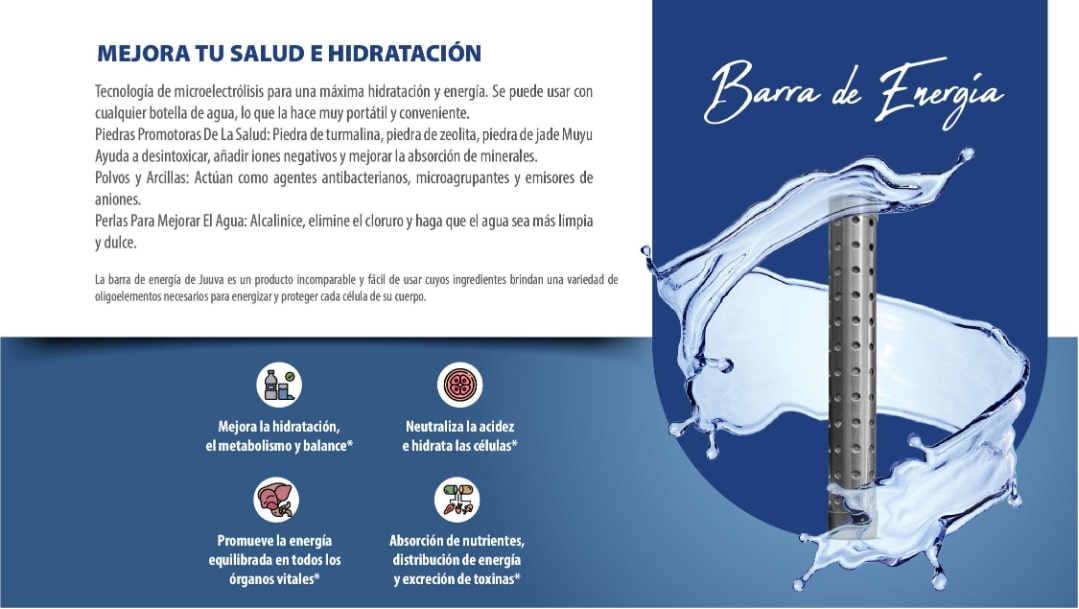 MEJORA TU SALUD E HIDRATACIÓN
Tecnología de microelectrólisis para una máxima hidratación y energía. Se puede usar con
cualquier botella de agua, lo que la hace muy portátil y conveniente.
Piedras Promotoras De La Salud: Piedra de turmalina, piedra de zeolita, piedra de jade Muyu
Ayuda a desintoxicar, añadir iones negativos y mejorar la absorción de minerales.
Polvos y Arcillas: Actúan como agentes antibacterianos, microagrupantes y emisores de
aniones.
Perlas Para Mejorar El Agua: Alcalinice, elimine el cloruro y haga que el agua sea más limpia
y dulce.
La barra de energía de Juuva es un producto incomparable y fácil de usar cuyos ingredientes brindan una variedad de
oligoelementos necesarios para energizar y proteger cada célula de su cuerpo.
Barra de Energía
Mejora la hidratación,
el metabolismo y balance*
Neutraliza la acidez
e hidrata las células*
Promueve la energía
equilibrada en todos los
órganos vitales*
Absorción de nutrientes,
distribución de energía
y excreción de toxinas*